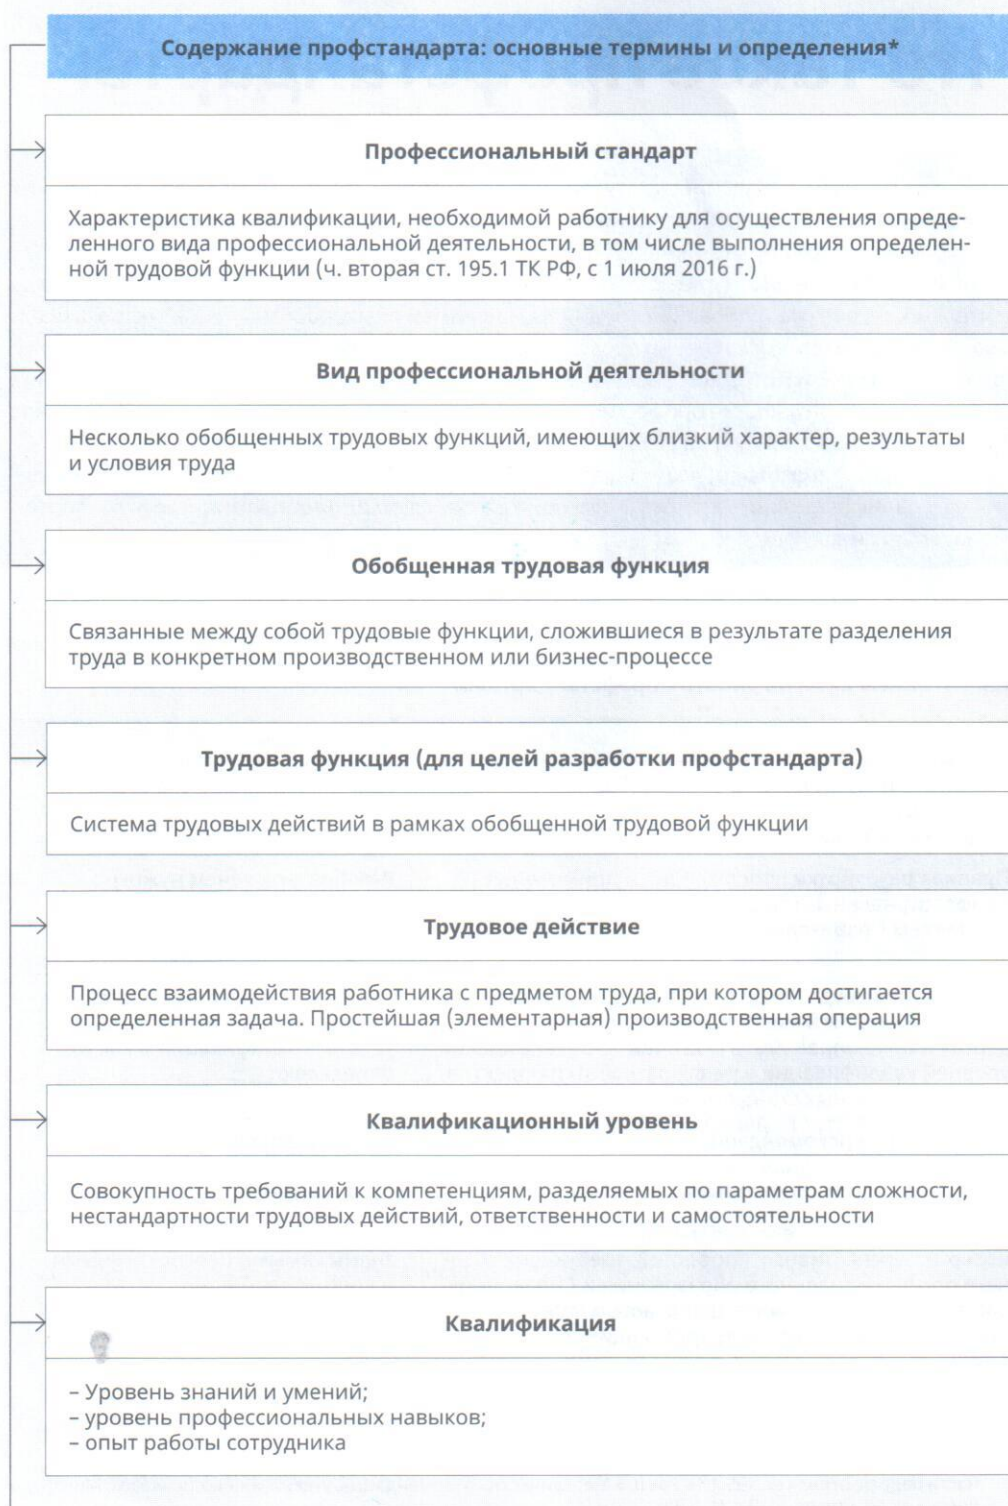 Содержание профстандарта: основные термины и определения*
Профессиональный стандарт
Характеристика квалификации, необходимой работнику для осуществления опреде-
ленного вида профессиональной деятельности, в том числе выполнения определен-
ной трудовой функции (ч. вторая ст. 195.1 ТК РФ, с 1 июля 2016 г.)
Вид профессиональной деятельности
Несколько обобщенных трудовых функций, имеющих близкий характер, результаты
и условия труда
Обобщенная трудовая функция
Связанные между собой трудовые функции, сложившиеся в результате разделения
труда в конкретном производственном или бизнес-процессе
Трудовая функция (для целей разработки профстандарта)
Система трудовых действий в рамках обобщенной трудовой функции
Трудовое действие
Процесс взаимодействия работника с предметом труда, при котором достигается
определенная задача. Простейшая (элементарная) производственная операция
Квалификационный уровень
Совокупность требований к компетенциям, разделяемых по параметрам сложности,
нестандартности трудовых действий, ответственности и самостоятельности
Квалификация
– Уровень знаний и умений;
– уровень профессиональных навыков;
– опыт работы сотрудника